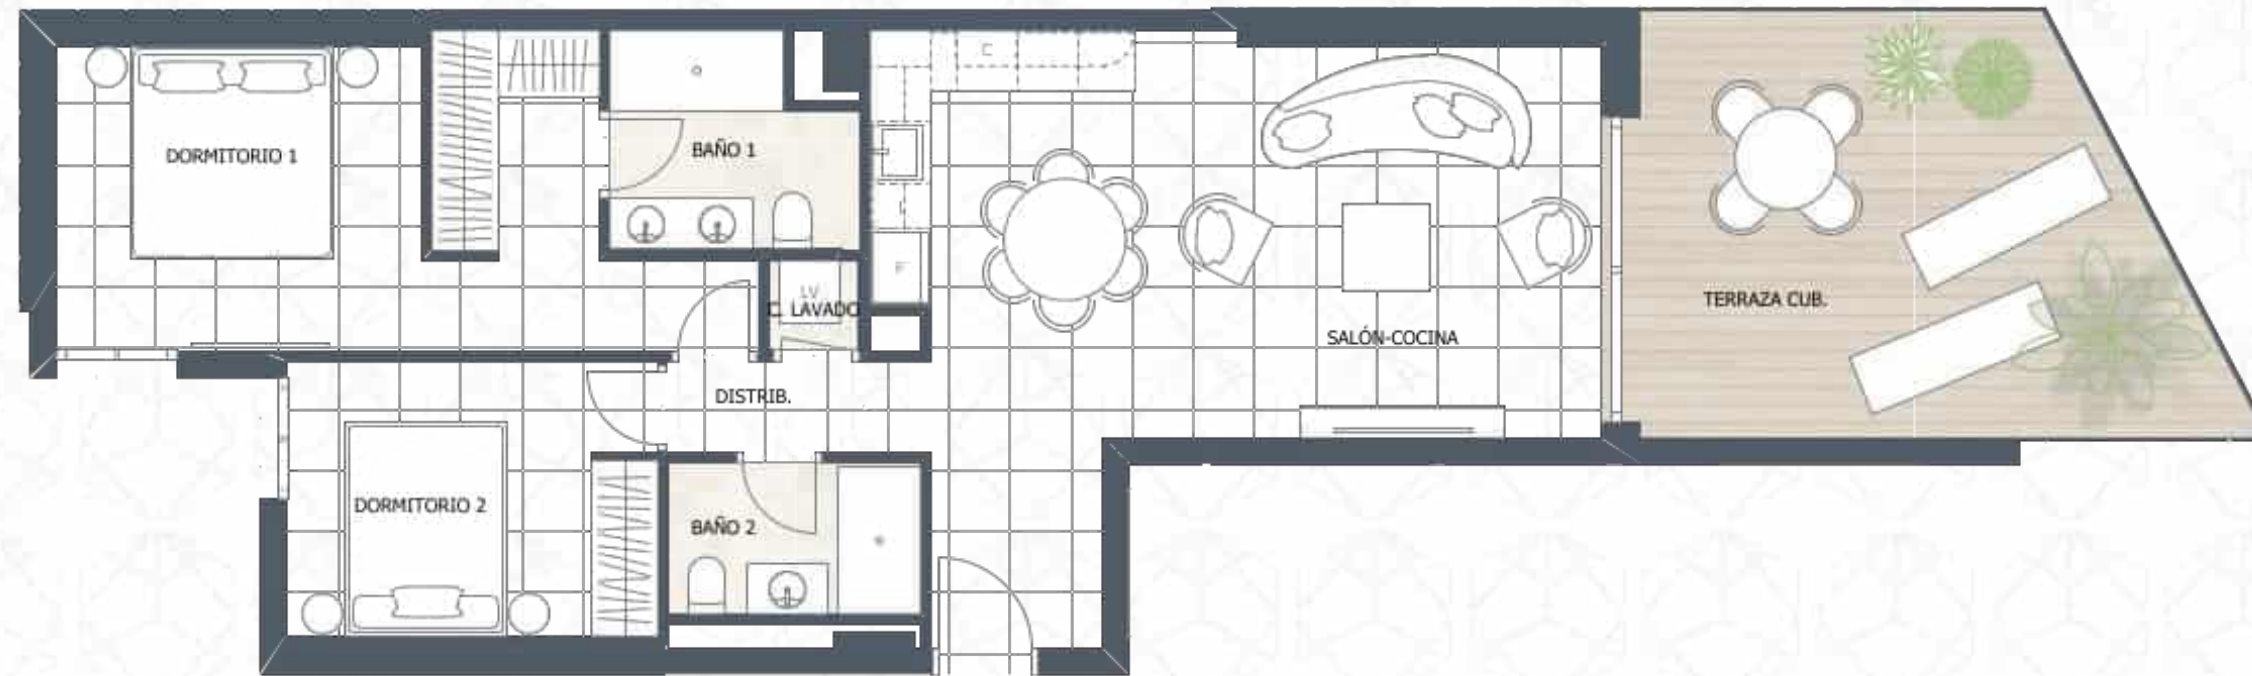 DORMITORIO 1
BAÑO 1
C
F
LV
C. LAVADO
TERRAZA CUB.
SALÓN-COCINA
DISTRIB.
DORMITORIO 2
BAÑO 2